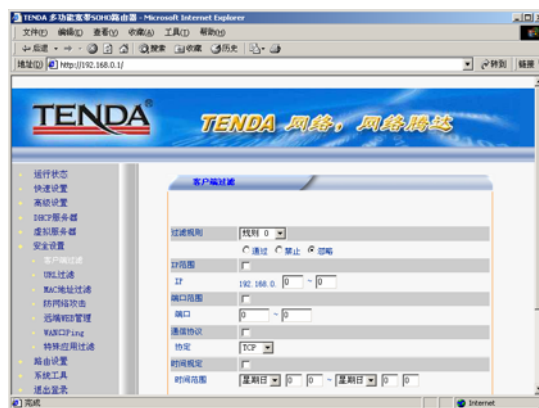 TENDA 多功能宽带SOHO路由器 - Microsoft Internet Explorer
文件(F) 编辑(E) 查看(V) 收藏(A) 工具(T) 帮助(H)
后退 搜索 收藏 历史
地址(D) http://192.168.0.1/ 转到 链接
TENDA®
TENDA 网络，网络腾达
运行状态
快速设置
高级设置
DHCP服务器
虚拟服务器
安全设置
客户端过滤
URL过滤
MAC地址过滤
防网络攻击
远端WEB管理
WAN口Ping
特殊应用过滤
路由设置
系统工具
退出登录
客户端过滤
过滤规则 规则 0
通过 禁止 忽略
IP范围
IP 192.168.0. 0 ~ 0
端口范围
端口 0 ~ 0
通信协议
协定 TCP
时间规定
时间范围 星期日 0 0 ~ 星期日 0 0
完成 Internet